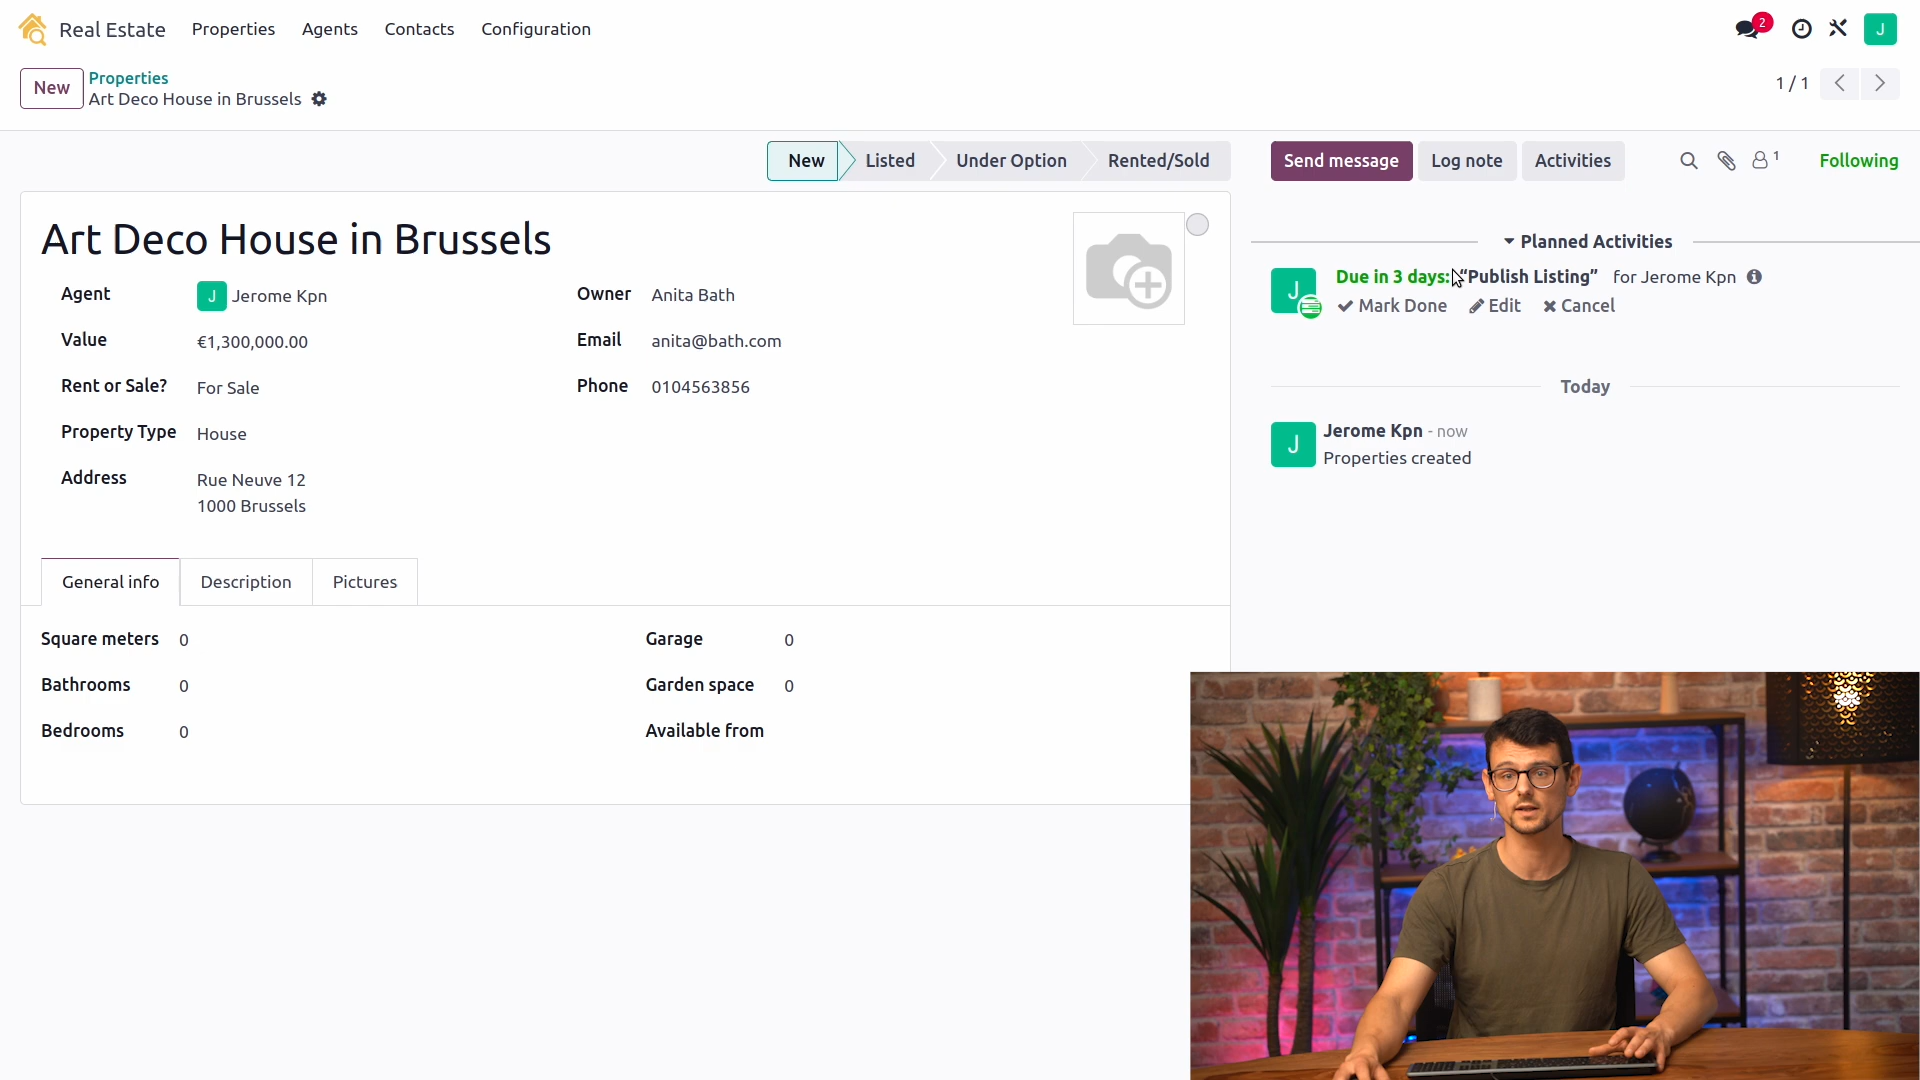 Real Estate Properties Agents Contacts Configuration 2 J
New Properties
Art Deco House in Brussels 1 / 1
New Listed Under Option Rented/Sold
Send message Log note Activities 1 Following
Art Deco House in Brussels
Agent J Jerome Kpn
Value €1,300,000.00
Rent or Sale? For Sale
Property Type House
Address Rue Neuve 12
1000 Brussels
Owner Anita Bath
Email anita@bath.com
Phone 0104563856
General info Description Pictures
Square meters 0
Bathrooms 0
Bedrooms 0
Garage 0
Garden space 0
Available from
Planned Activities
J Due in 3 days: “Publish Listing” for Jerome Kpn
Mark Done Edit Cancel
Today
J Jerome Kpn - now
Properties created